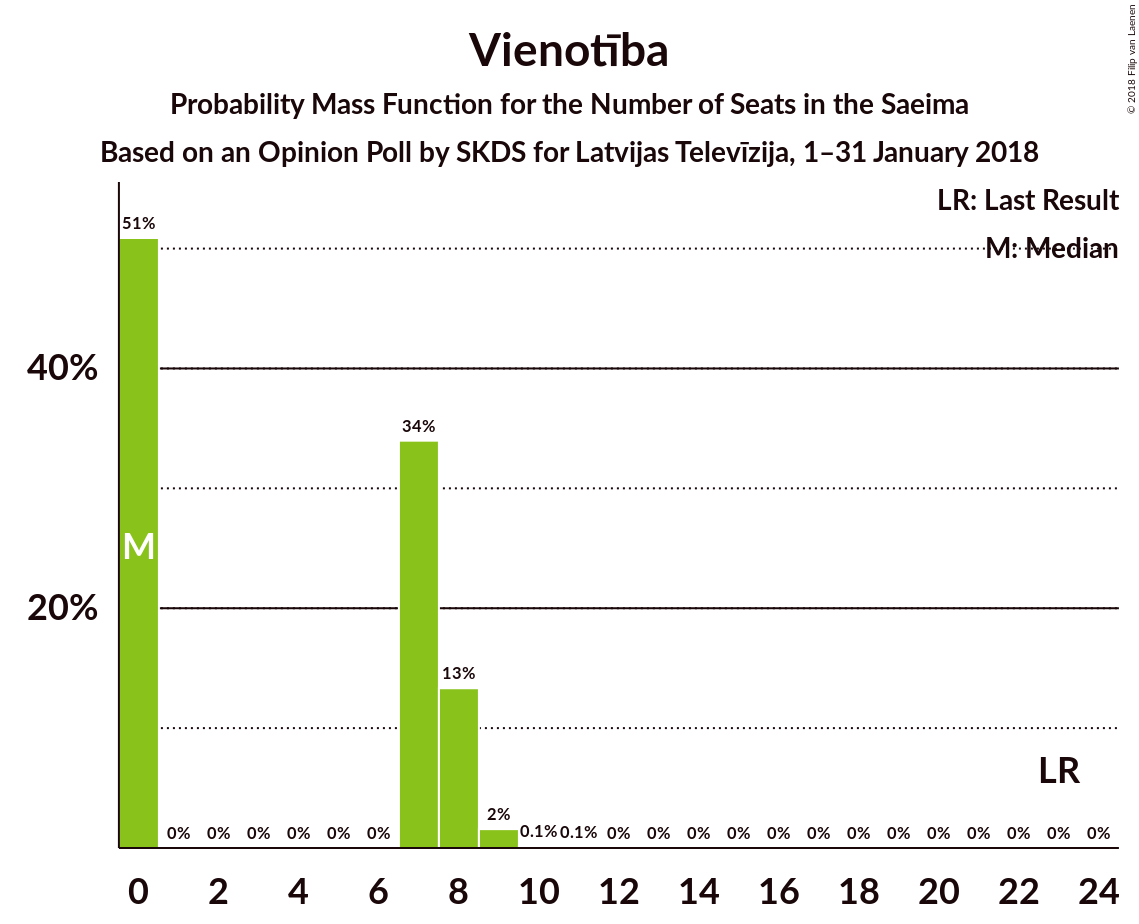 Vienotība
Probability Mass Function for the Number of Seats in the Saeima
Based on an Opinion Poll by SKDS for Latvijas Televīzija, 1–31 January 2018
© 2018 Filip van Laenen
LR: Last Result
M: Median
51%
40%
34%
M
20%
13%
LR
2%
0% 0% 0% 0% 0% 0% 0.1% 0.1% 0% 0% 0% 0% 0% 0% 0% 0% 0% 0% 0% 0% 0%
0 2 4 6 8 10 12 14 16 18 20 22 24